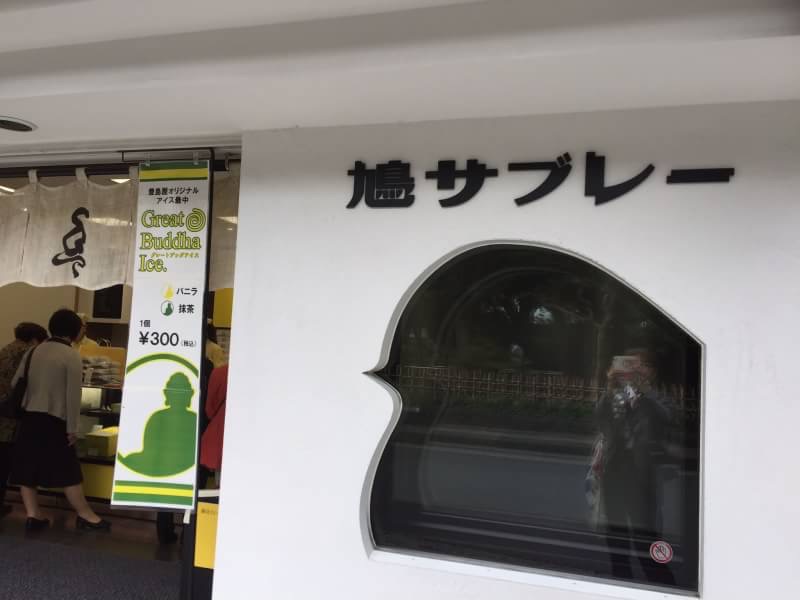 鳩サブレー
豊島屋オリジナル
アイス最中
Great
Buddha
グレートブッダアイス
Ice.
バニラ
抹茶
1個
¥300(税込)